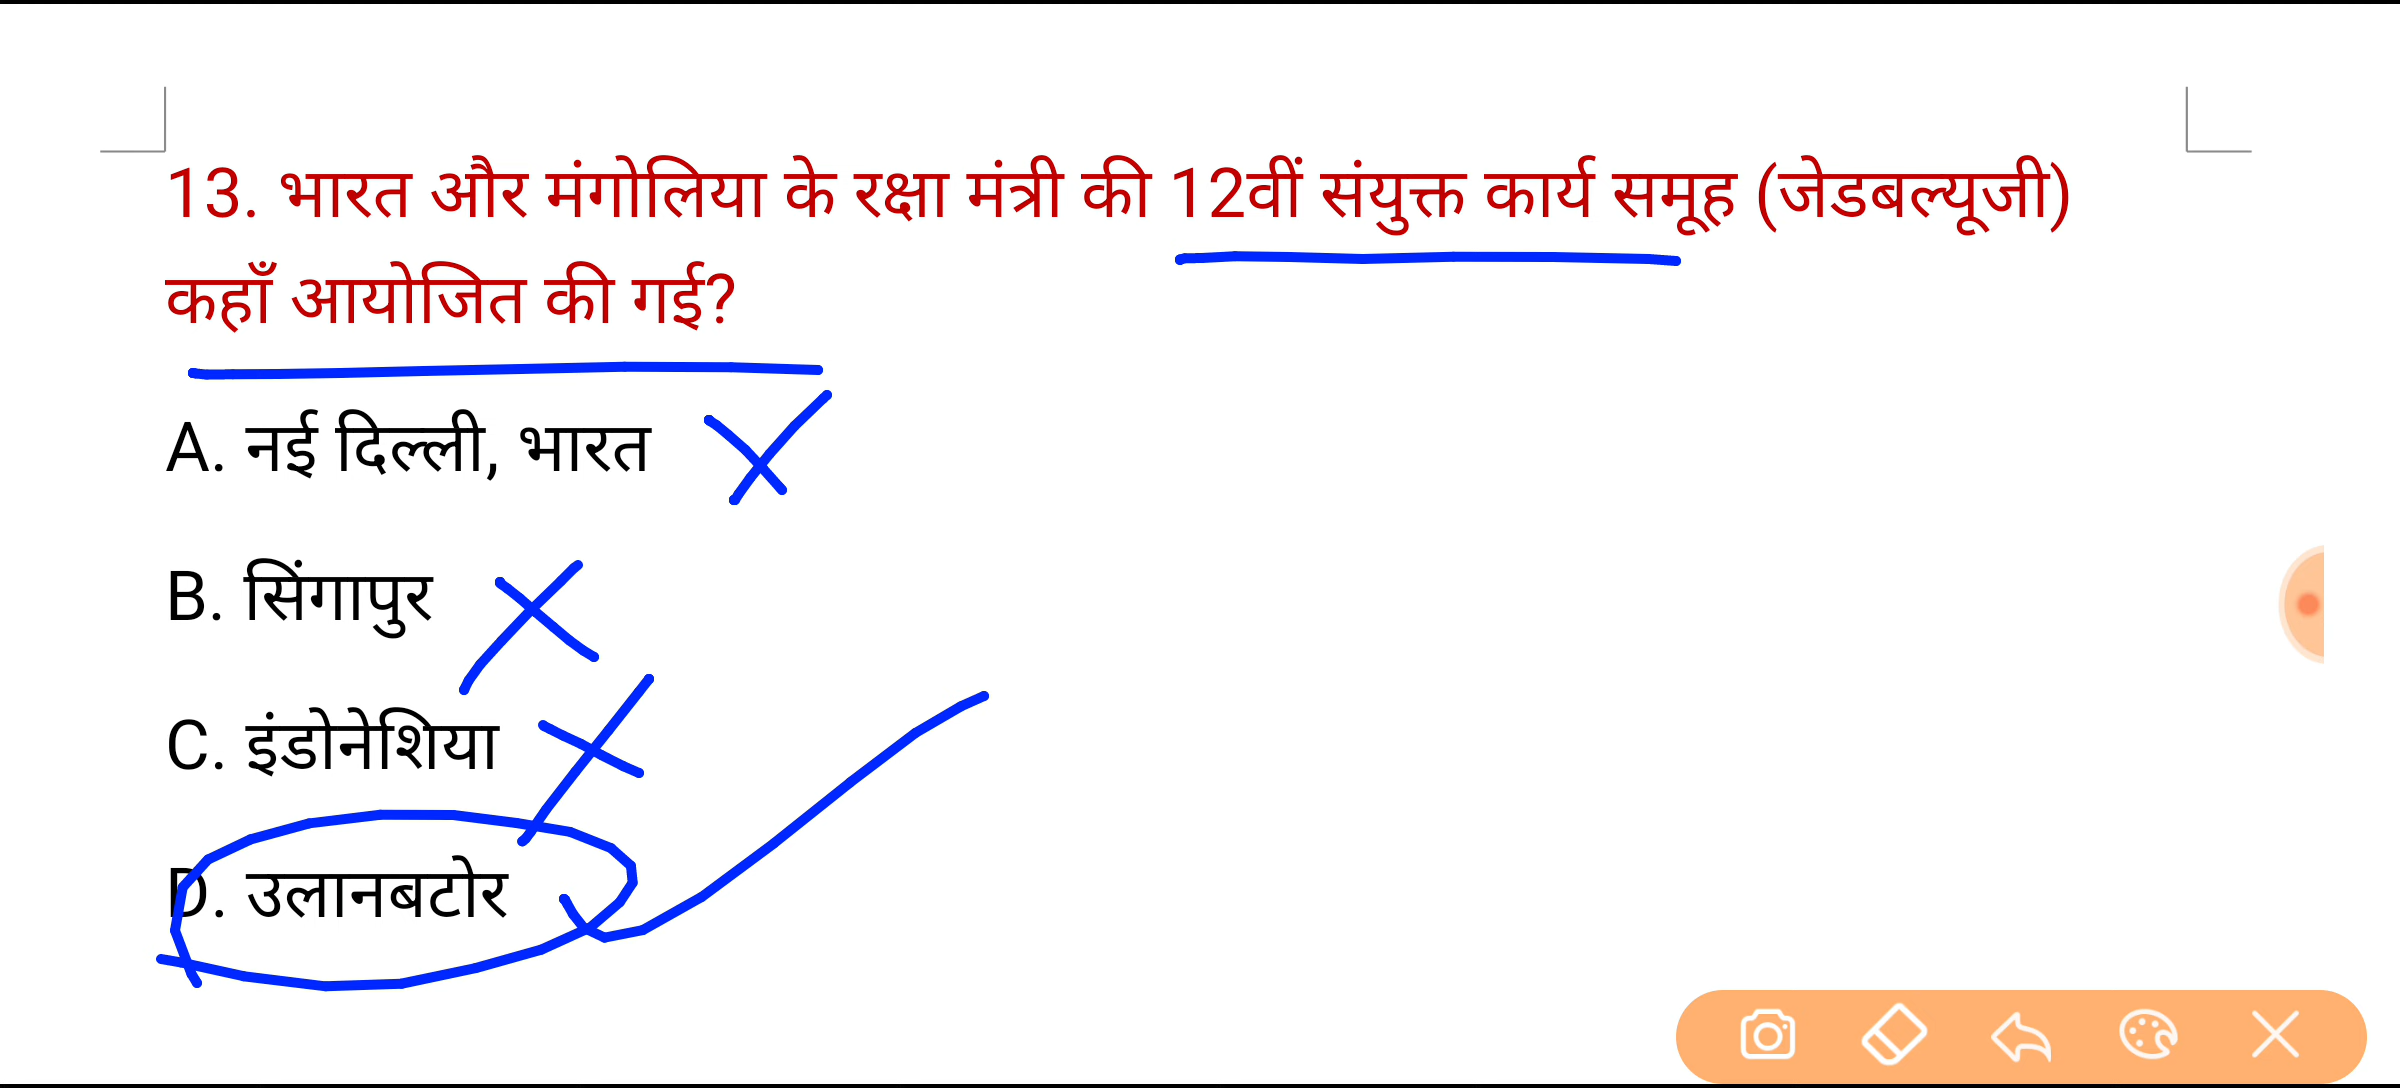 13. भारत और मंगोलिया के रक्षा मंत्री की 12वीं संयुक्त कार्य समूह (जेडबल्यूजी)
कहाँ आयोजित की गई?
A. नई दिल्ली, भारत
B. सिंगापुर
C. इंडोनेशिया
D. उलानबटोर